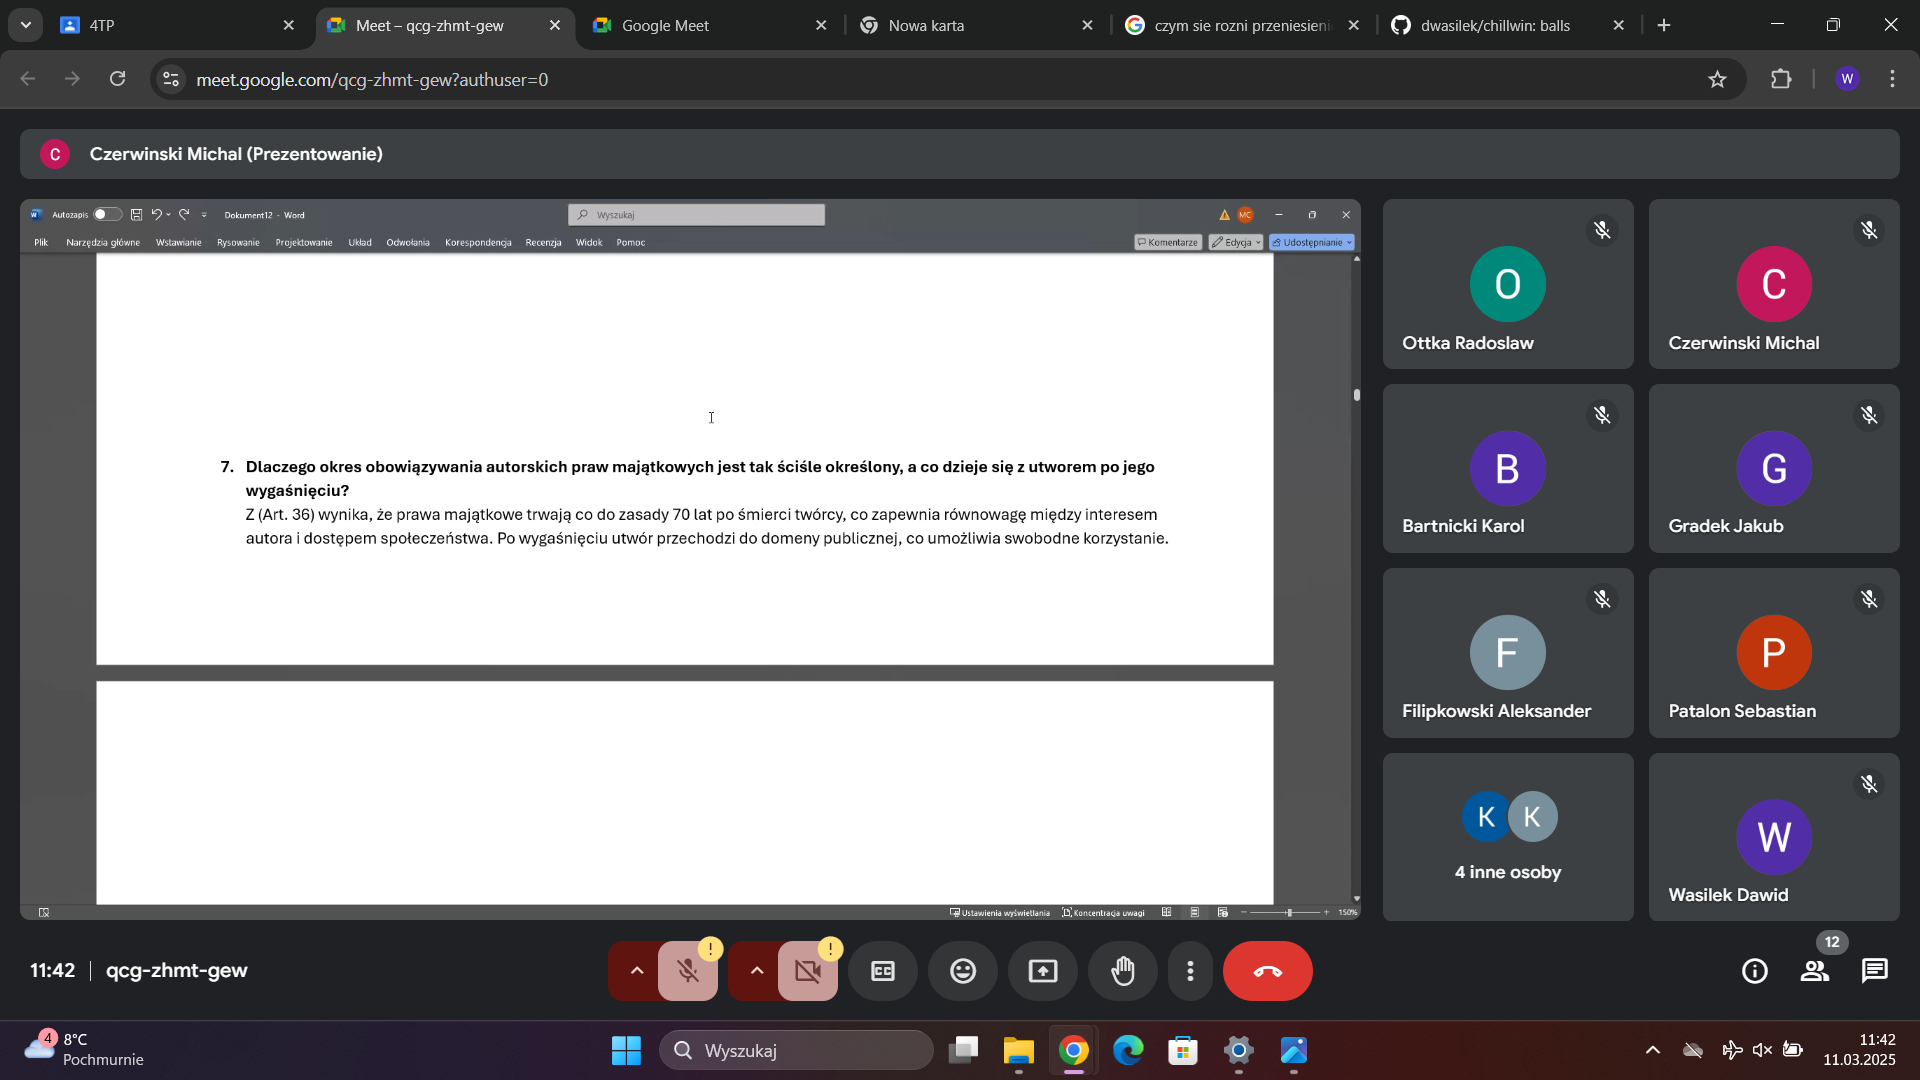 4TP
Meet – qcg-zhmt-gew
Google Meet
Nowa karta
czym sie rozni przeniesieni
dwasilek/chillwin: balls
meet.google.com/qcg-zhmt-gew?authuser=0
W
C
Czerwinski Michal (Prezentowanie)
Autozapis
Dokument12 - Word
Wyszukaj
MC
Plik Narzędzia główne Wstawianie Rysowanie Projektowanie Układ Odwołania Korespondencja Recenzja Widok Pomoc
Komentarze
Edycja
Udostępnianie
7. Dlaczego okres obowiązywania autorskich praw majątkowych jest tak ściśle określony, a co dzieje się z utworem po jego
wygaśnięciu?
Z (Art. 36) wynika, że prawa majątkowe trwają co do zasady 70 lat po śmierci twórcy, co zapewnia równowagę między interesem
autora i dostępem społeczeństwa. Po wygaśnięciu utwór przechodzi do domeny publicznej, co umożliwia swobodne korzystanie.
Ustawienia wyświetlania
Koncentracja uwagi
150%
O
Ottka Radoslaw
C
Czerwinski Michal
B
Bartnicki Karol
G
Gradek Jakub
F
Filipkowski Aleksander
P
Patalon Sebastian
K K
4 inne osoby
W
Wasilek Dawid
11:42 | qcg-zhmt-gew
12
4
8°C
Pochmurnie
Wyszukaj
11:42
11.03.2025